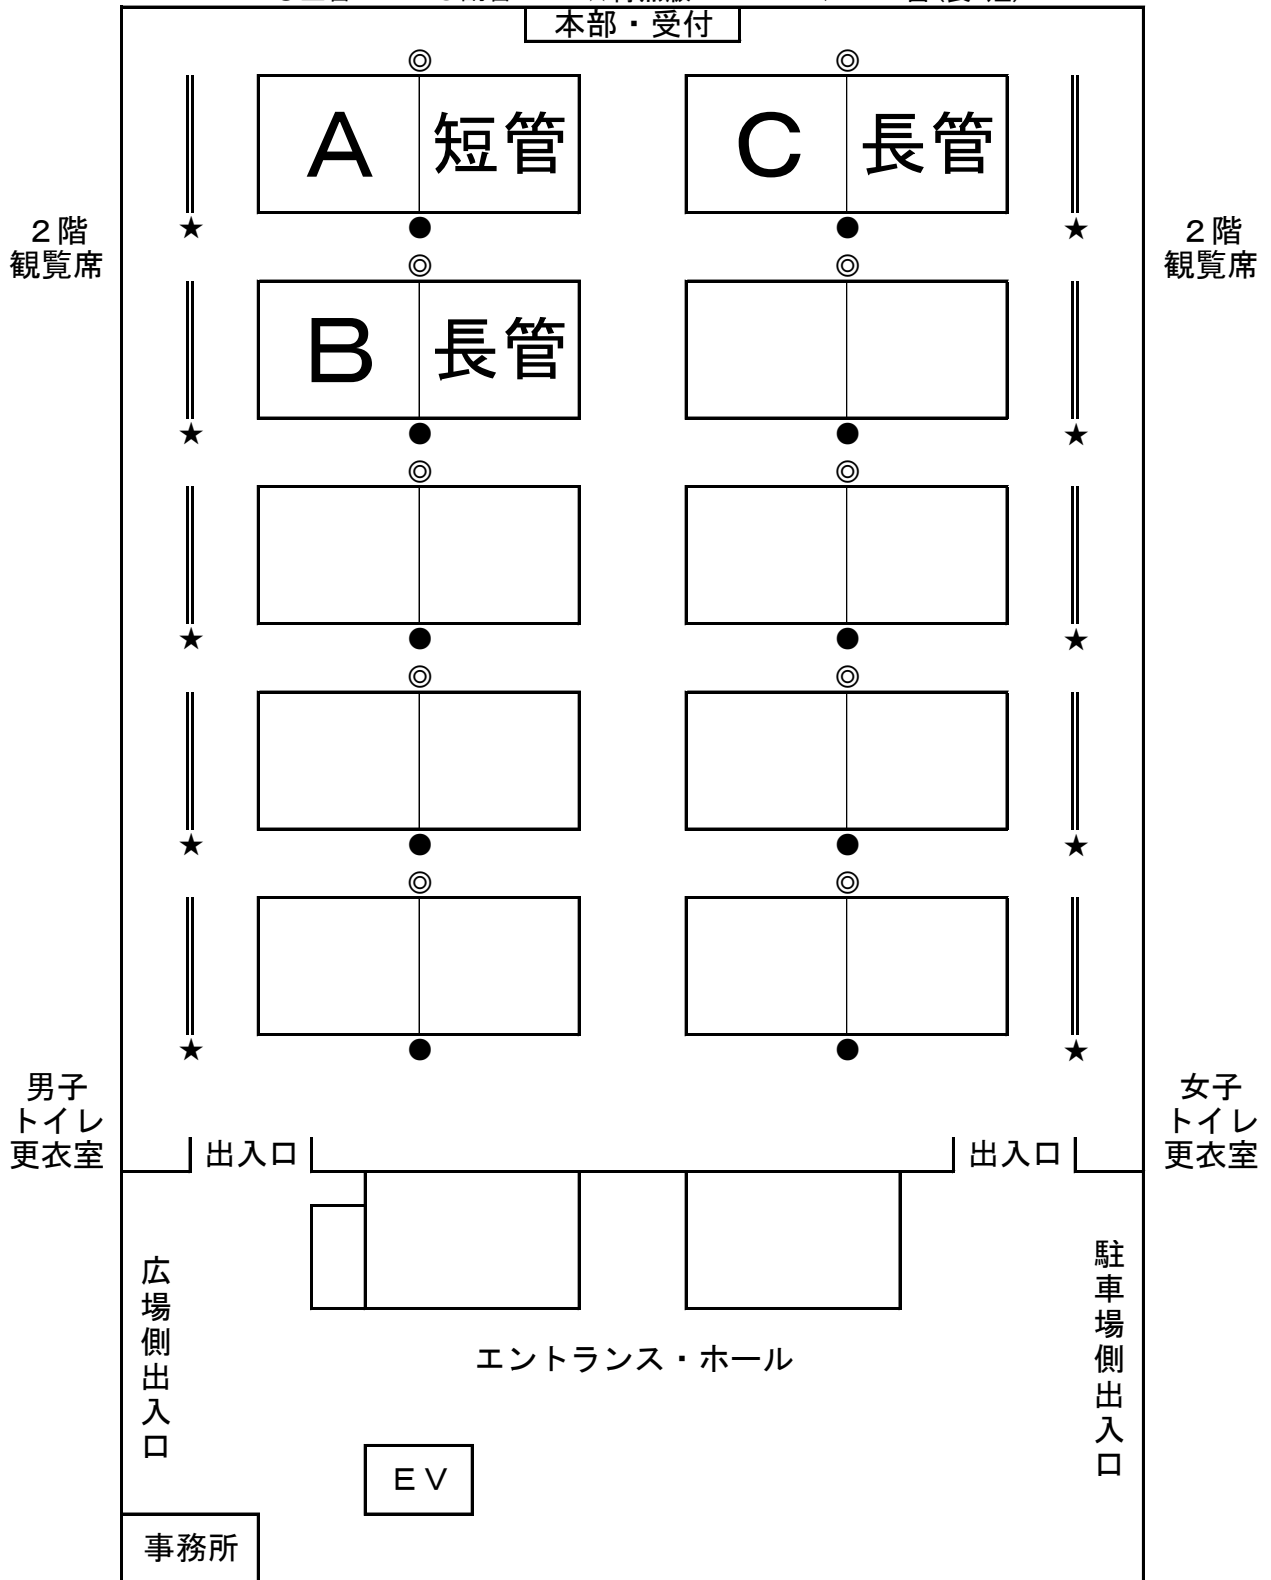 本部・受付
◎ ◎
A 短管 C 長管
★ ● ● ★
2階
観覧席
2階
観覧席
◎ ◎
B 長管
★ ● ● ★
◎ ◎
★ ● ● ★
◎ ◎
★ ● ● ★
◎ ◎
★ ● ● ★
男子
トイレ
更衣室
女子
トイレ
更衣室
出入口 出入口
広場側出入口
駐車場側出入口
エントランス・ホール
EV
事務所